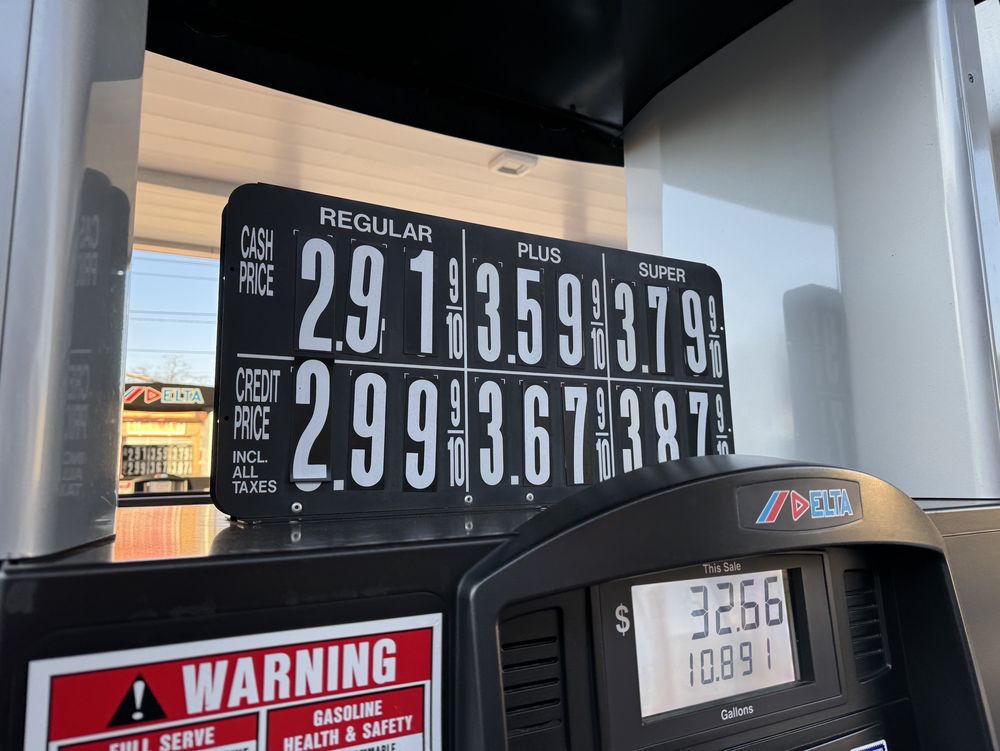 REGULAR PLUS SUPER
CASH PRICE 2.91 9/10 3.59 9/10 3.79 9/10
CREDIT PRICE 2.99 9/10 3.67 9/10 3.87 9/10
INCL.
ALL
TAXES
DELTA
DELTA
This Sale
$ 32.66
10.891
Gallons
WARNING
FULL SERVE
GASOLINE
HEALTH & SAFETY